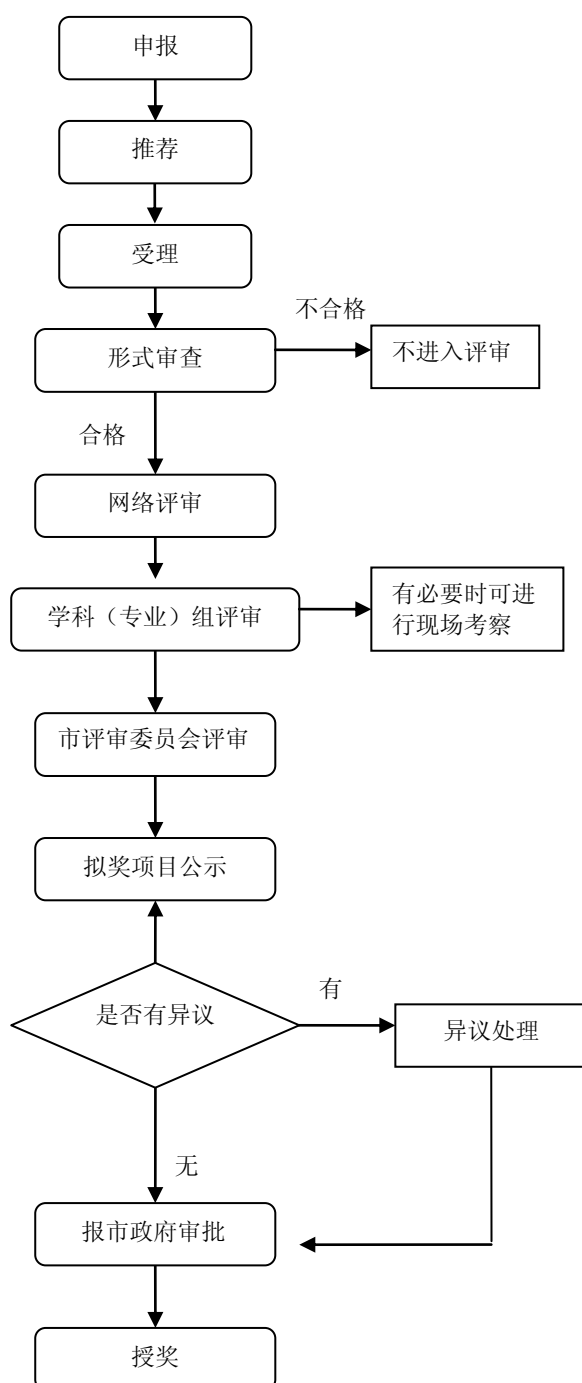 申报
推荐
受理
不合格
形式审查
不进入评审
合格
网络评审
学科（专业）组评审
有必要时可进
行现场考察
市评审委员会评审
拟奖项目公示
是否有异议
有
异议处理
无
报市政府审批
授奖